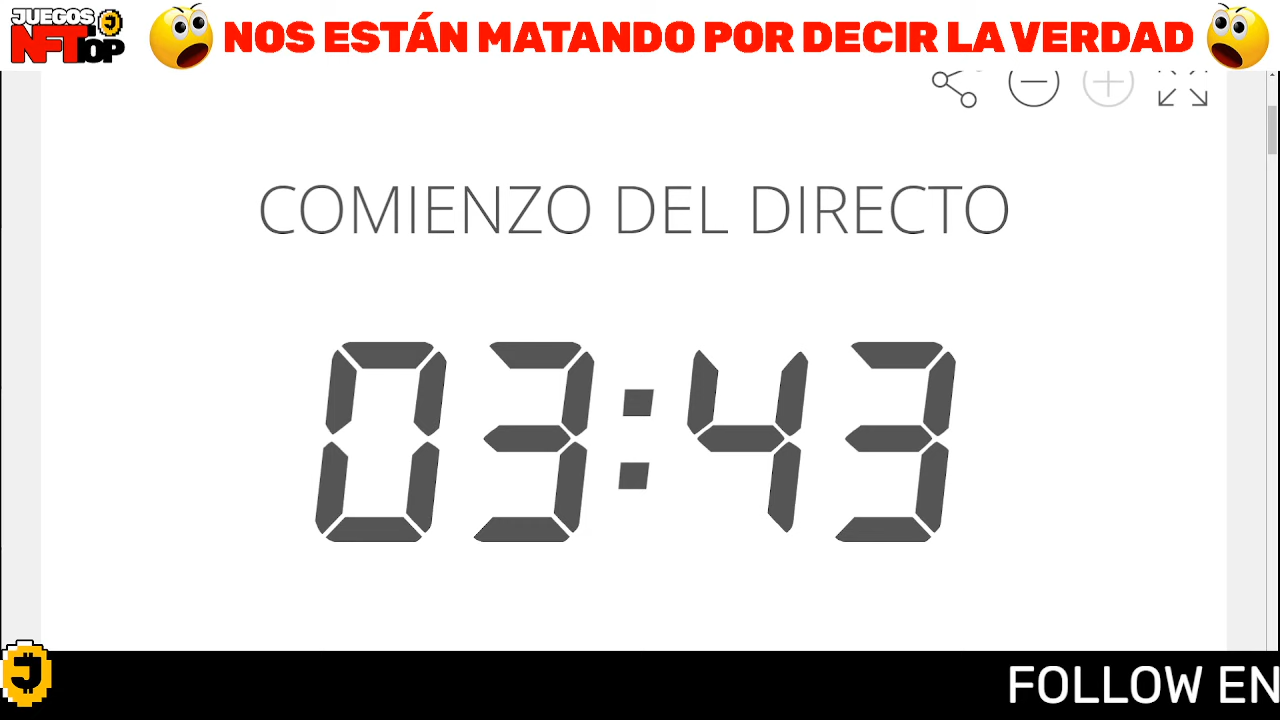 JUEGOS
NFT TOP
NOS ESTÁN MATANDO POR DECIR LA VERDAD
COMIENZO DEL DIRECTO
03:43
FOLLOW EN